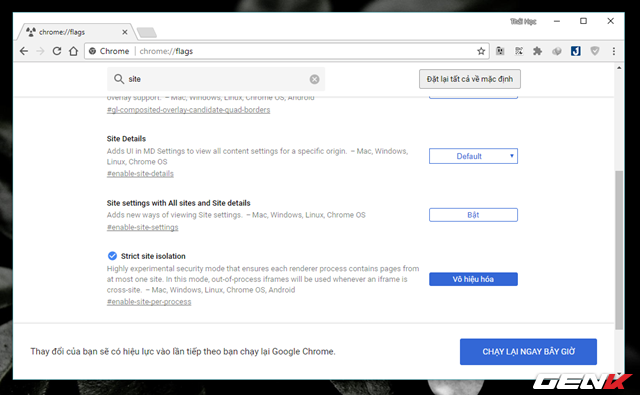 Thái Học
chrome://flags
Chrome | chrome://flags
site
Đặt lại tất cả về mặc định
overlay support. – Mac, Windows, Linux, Chrome OS, Android
#gl-composited-overlay-candidate-quad-borders
Site Details
Adds UI in MD Settings to view all content settings for a specific origin. – Mac, Windows,
Linux, Chrome OS
#enable-site-details
Default
Site settings with All sites and Site details
Adds new ways of viewing Site settings. – Mac, Windows, Linux, Chrome OS
#enable-site-settings
Bật
Strict site isolation
Highly experimental security mode that ensures each renderer process contains pages from
at most one site. In this mode, out-of-process iframes will be used whenever an iframe is
cross-site. – Mac, Windows, Linux, Chrome OS, Android
#enable-site-per-process
Vô hiệu hóa
Thay đổi của bạn sẽ có hiệu lực vào lần tiếp theo bạn chạy lại Google Chrome.
CHẠY LẠI NGAY BÂY GIỜ
GENK